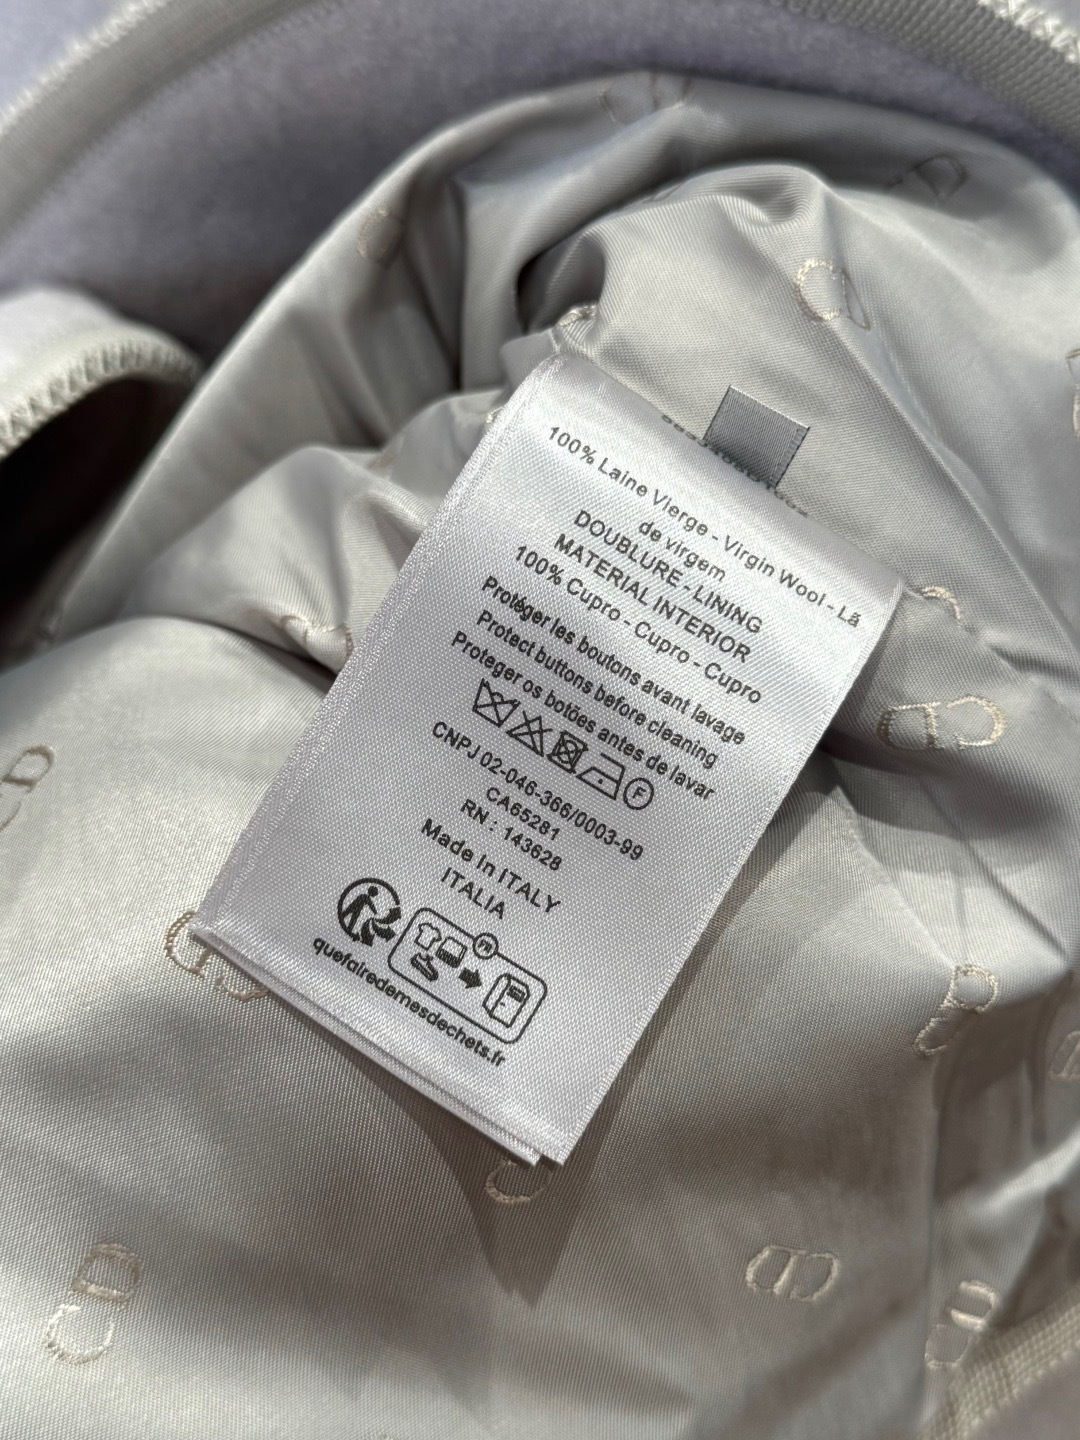 100% Laine Vierge - Virgin Wool - Lã
de virgem
DOUBLURE - LINING
MATERIAL INTERIOR
100% Cupro - Cupro - Cupro
Protéger les boutons avant lavage
Protect buttons before cleaning
Proteger os botões antes de lavar
F
CNPJ 02-046-366/0003-99
CA65281
RN : 143628
Made In ITALY
ITALIA
FR
quefairedemesdechets.fr